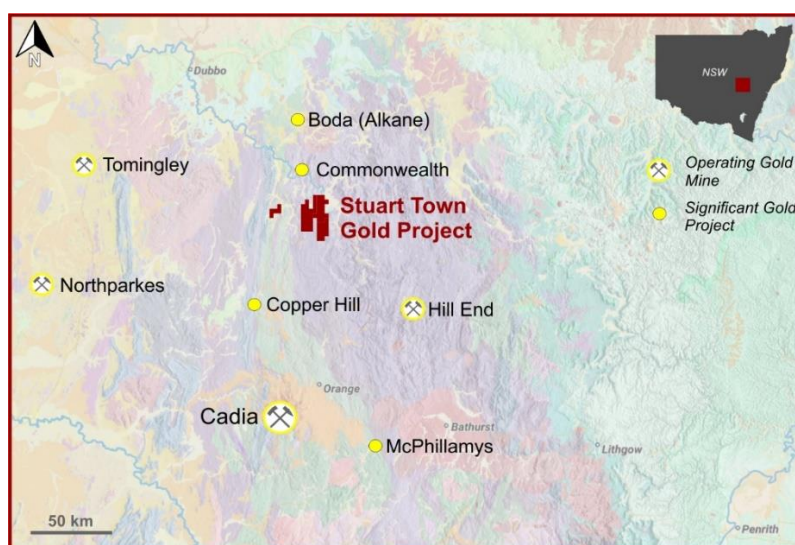 N
Dubbo
NSW
Boda (Alkane)
Tomingley
Commonwealth
Operating Gold
Mine
Stuart Town
Gold Project
Significant Gold
Project
Northparkes
Copper Hill
Hill End
Orange
Cadia
Bathurst
McPhillamys
Lithgow
50 km
Penrith